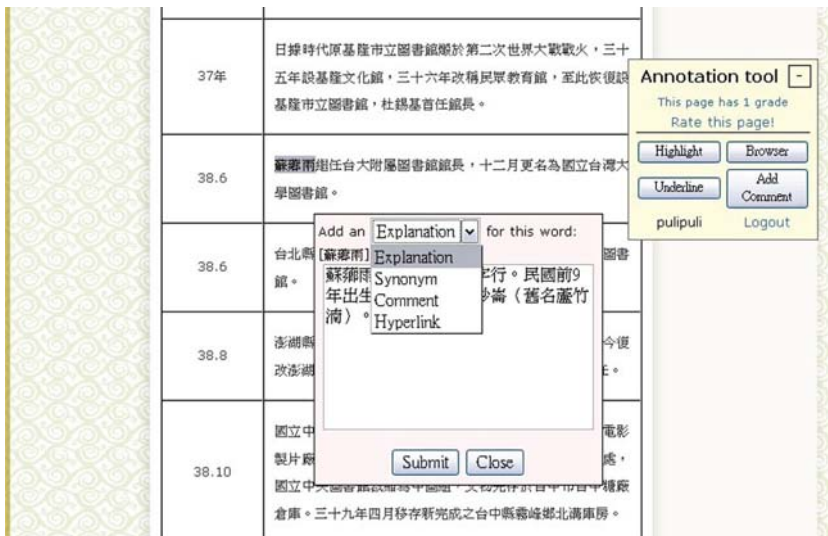 37年
日據時代原基隆市立圖書館燬於第二次世界大戰戰火，三十
五年設基隆文化館，三十六年改稱民眾教育館，至此恢復設
基隆市立圖書館，杜錫基首任館長。
38.6
蘇薌雨繼任台大附屬圖書館館長，十二月更名為國立台灣大
學圖書館。
38.6
台北縣
圖書
館。
38.8
澎湖縣
今復
改澎湖
38.10
國立中
電影
製片廠
處，
倉庫。三十九年四月移存新完成之台中縣霧峰鄉北溝庫房。
Annotation tool -
This page has 1 grade
Rate this page!
Highlight Browser
Underline Add Comment
pulipuli Logout
Add an Explanation for this word:
[蘇薌雨]
Explanation
Synonym
Comment
Hyperlink
蘇薌雨
字行。民國前9
年出生
（舊名蘆竹
湳）。
Submit Close